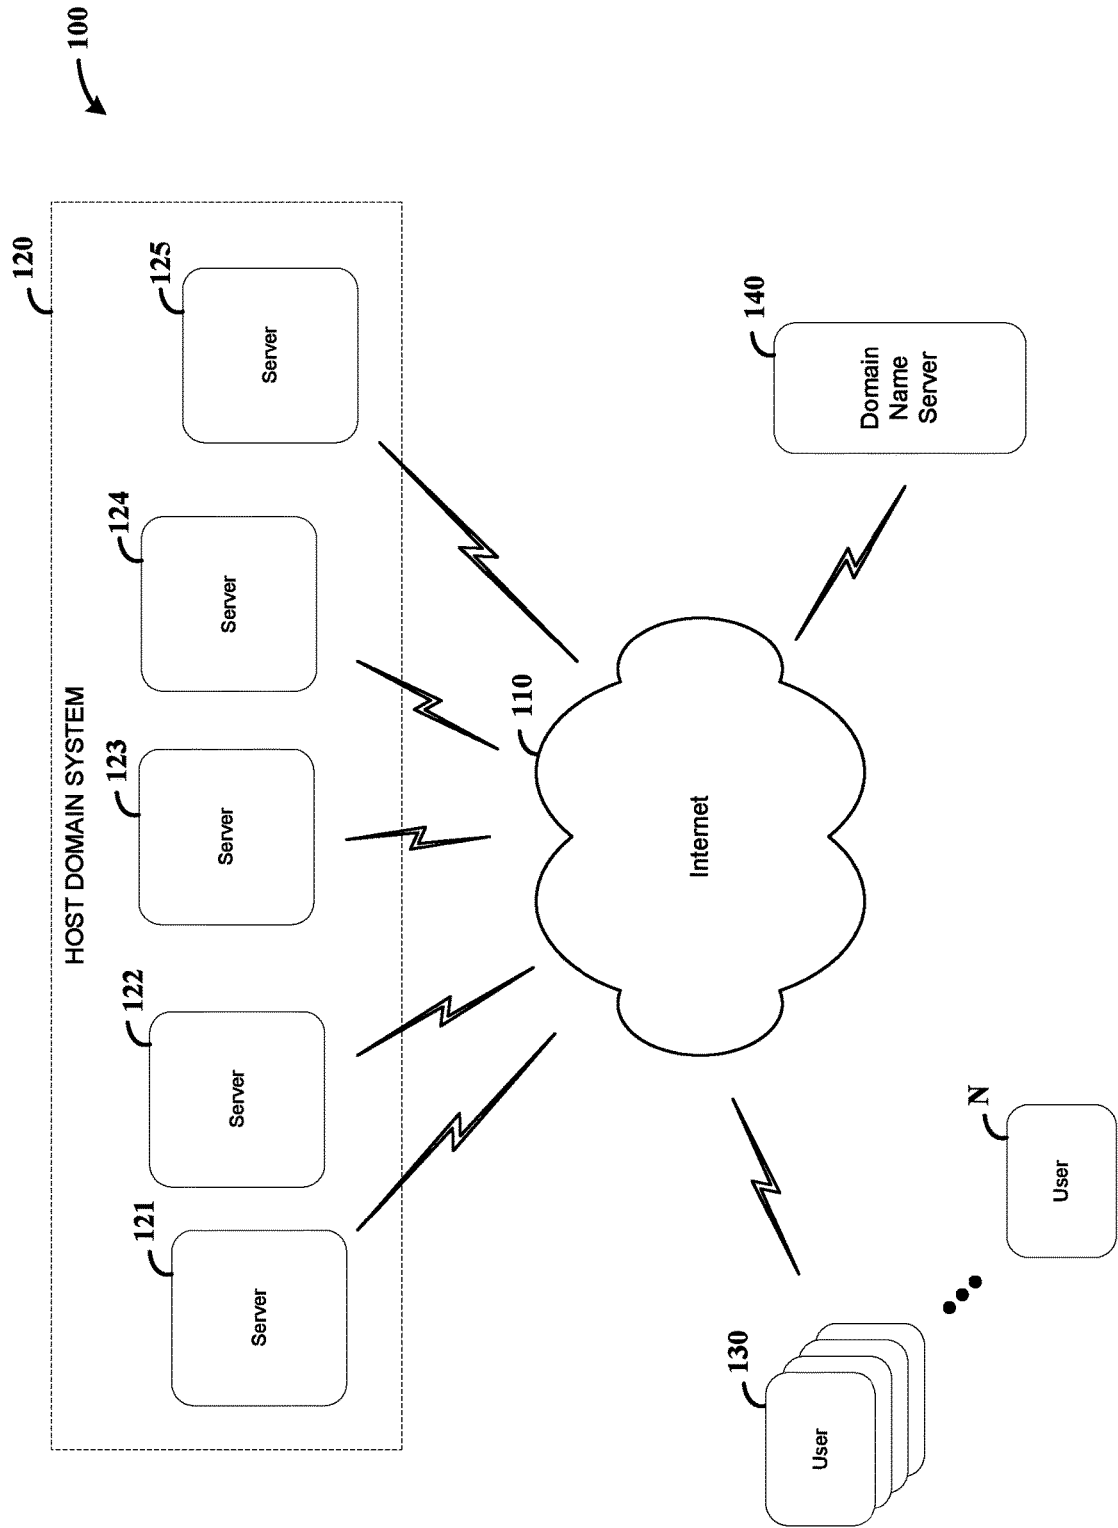 100
120
HOST DOMAIN SYSTEM
121
Server
122
Server
123
Server
124
Server
125
Server
110
Internet
130
User
N
User
140
Domain
Name
Server